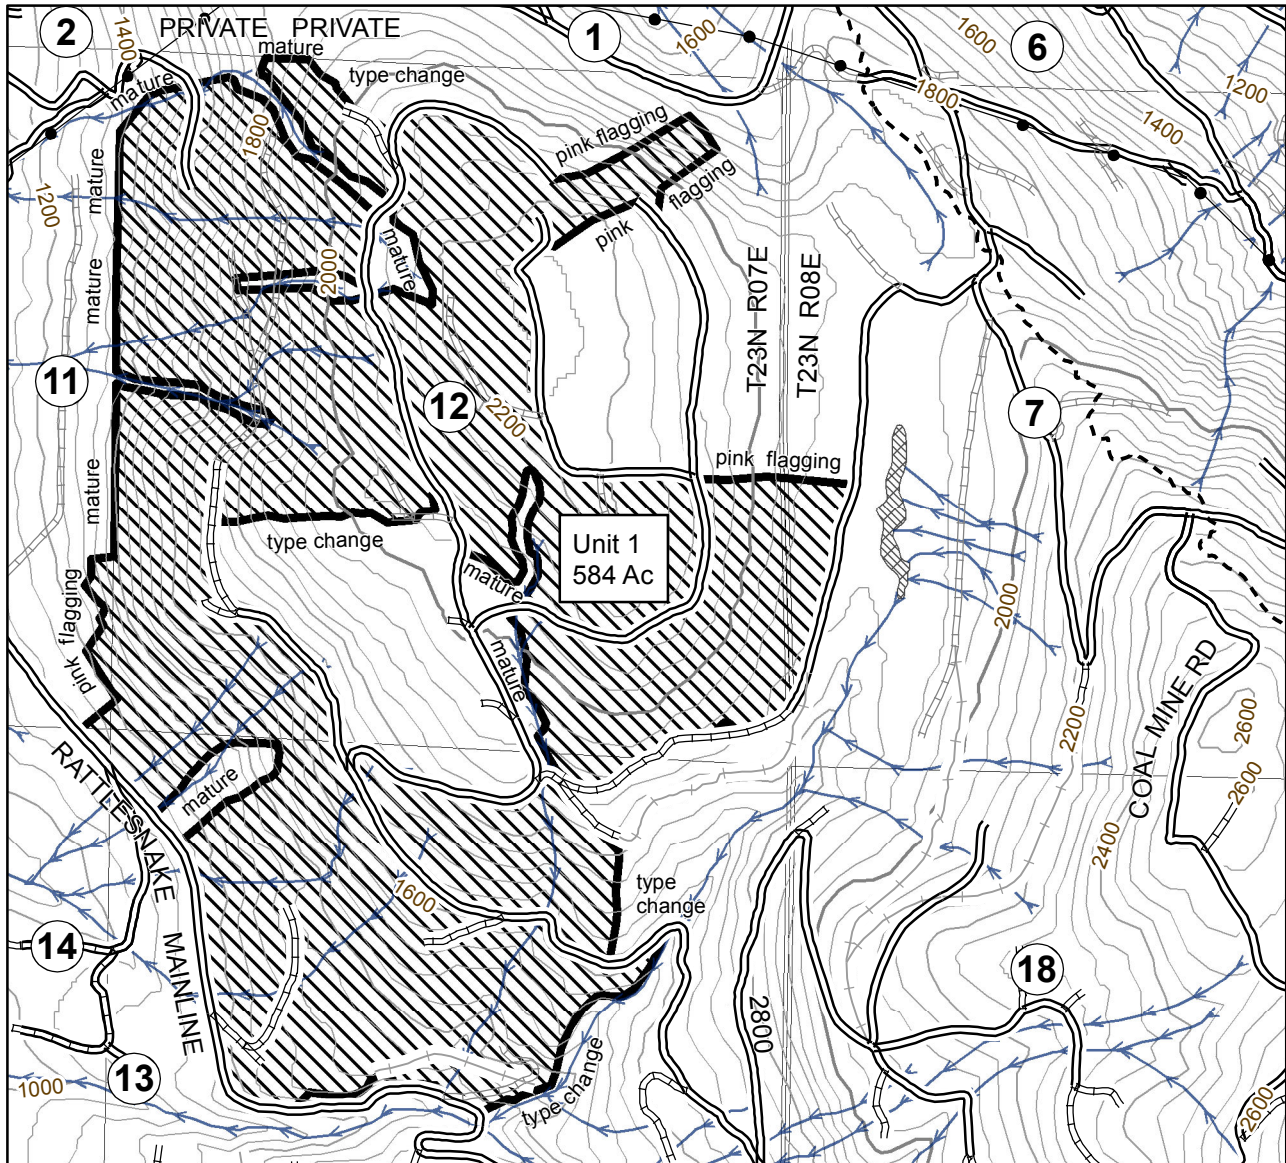 2
1400
PRIVATE PRIVATE
1
1600
1600
6
mature
type change
mature
1800
1200
1400
1800
pink flagging
flagging
pink
mature
1200
mature
2000
mature
T23N R07E
T23N R08E
11
12
2200
7
mature
pink flagging
type change
Unit 1
584 Ac
mature
2000
pink flagging
mature
2200
COAL MINE RD
2600
2600
RATTLESNAKE
mature
2400
1600
type
change
14
MAINLINE
18
2800
13
1000
type change
2600